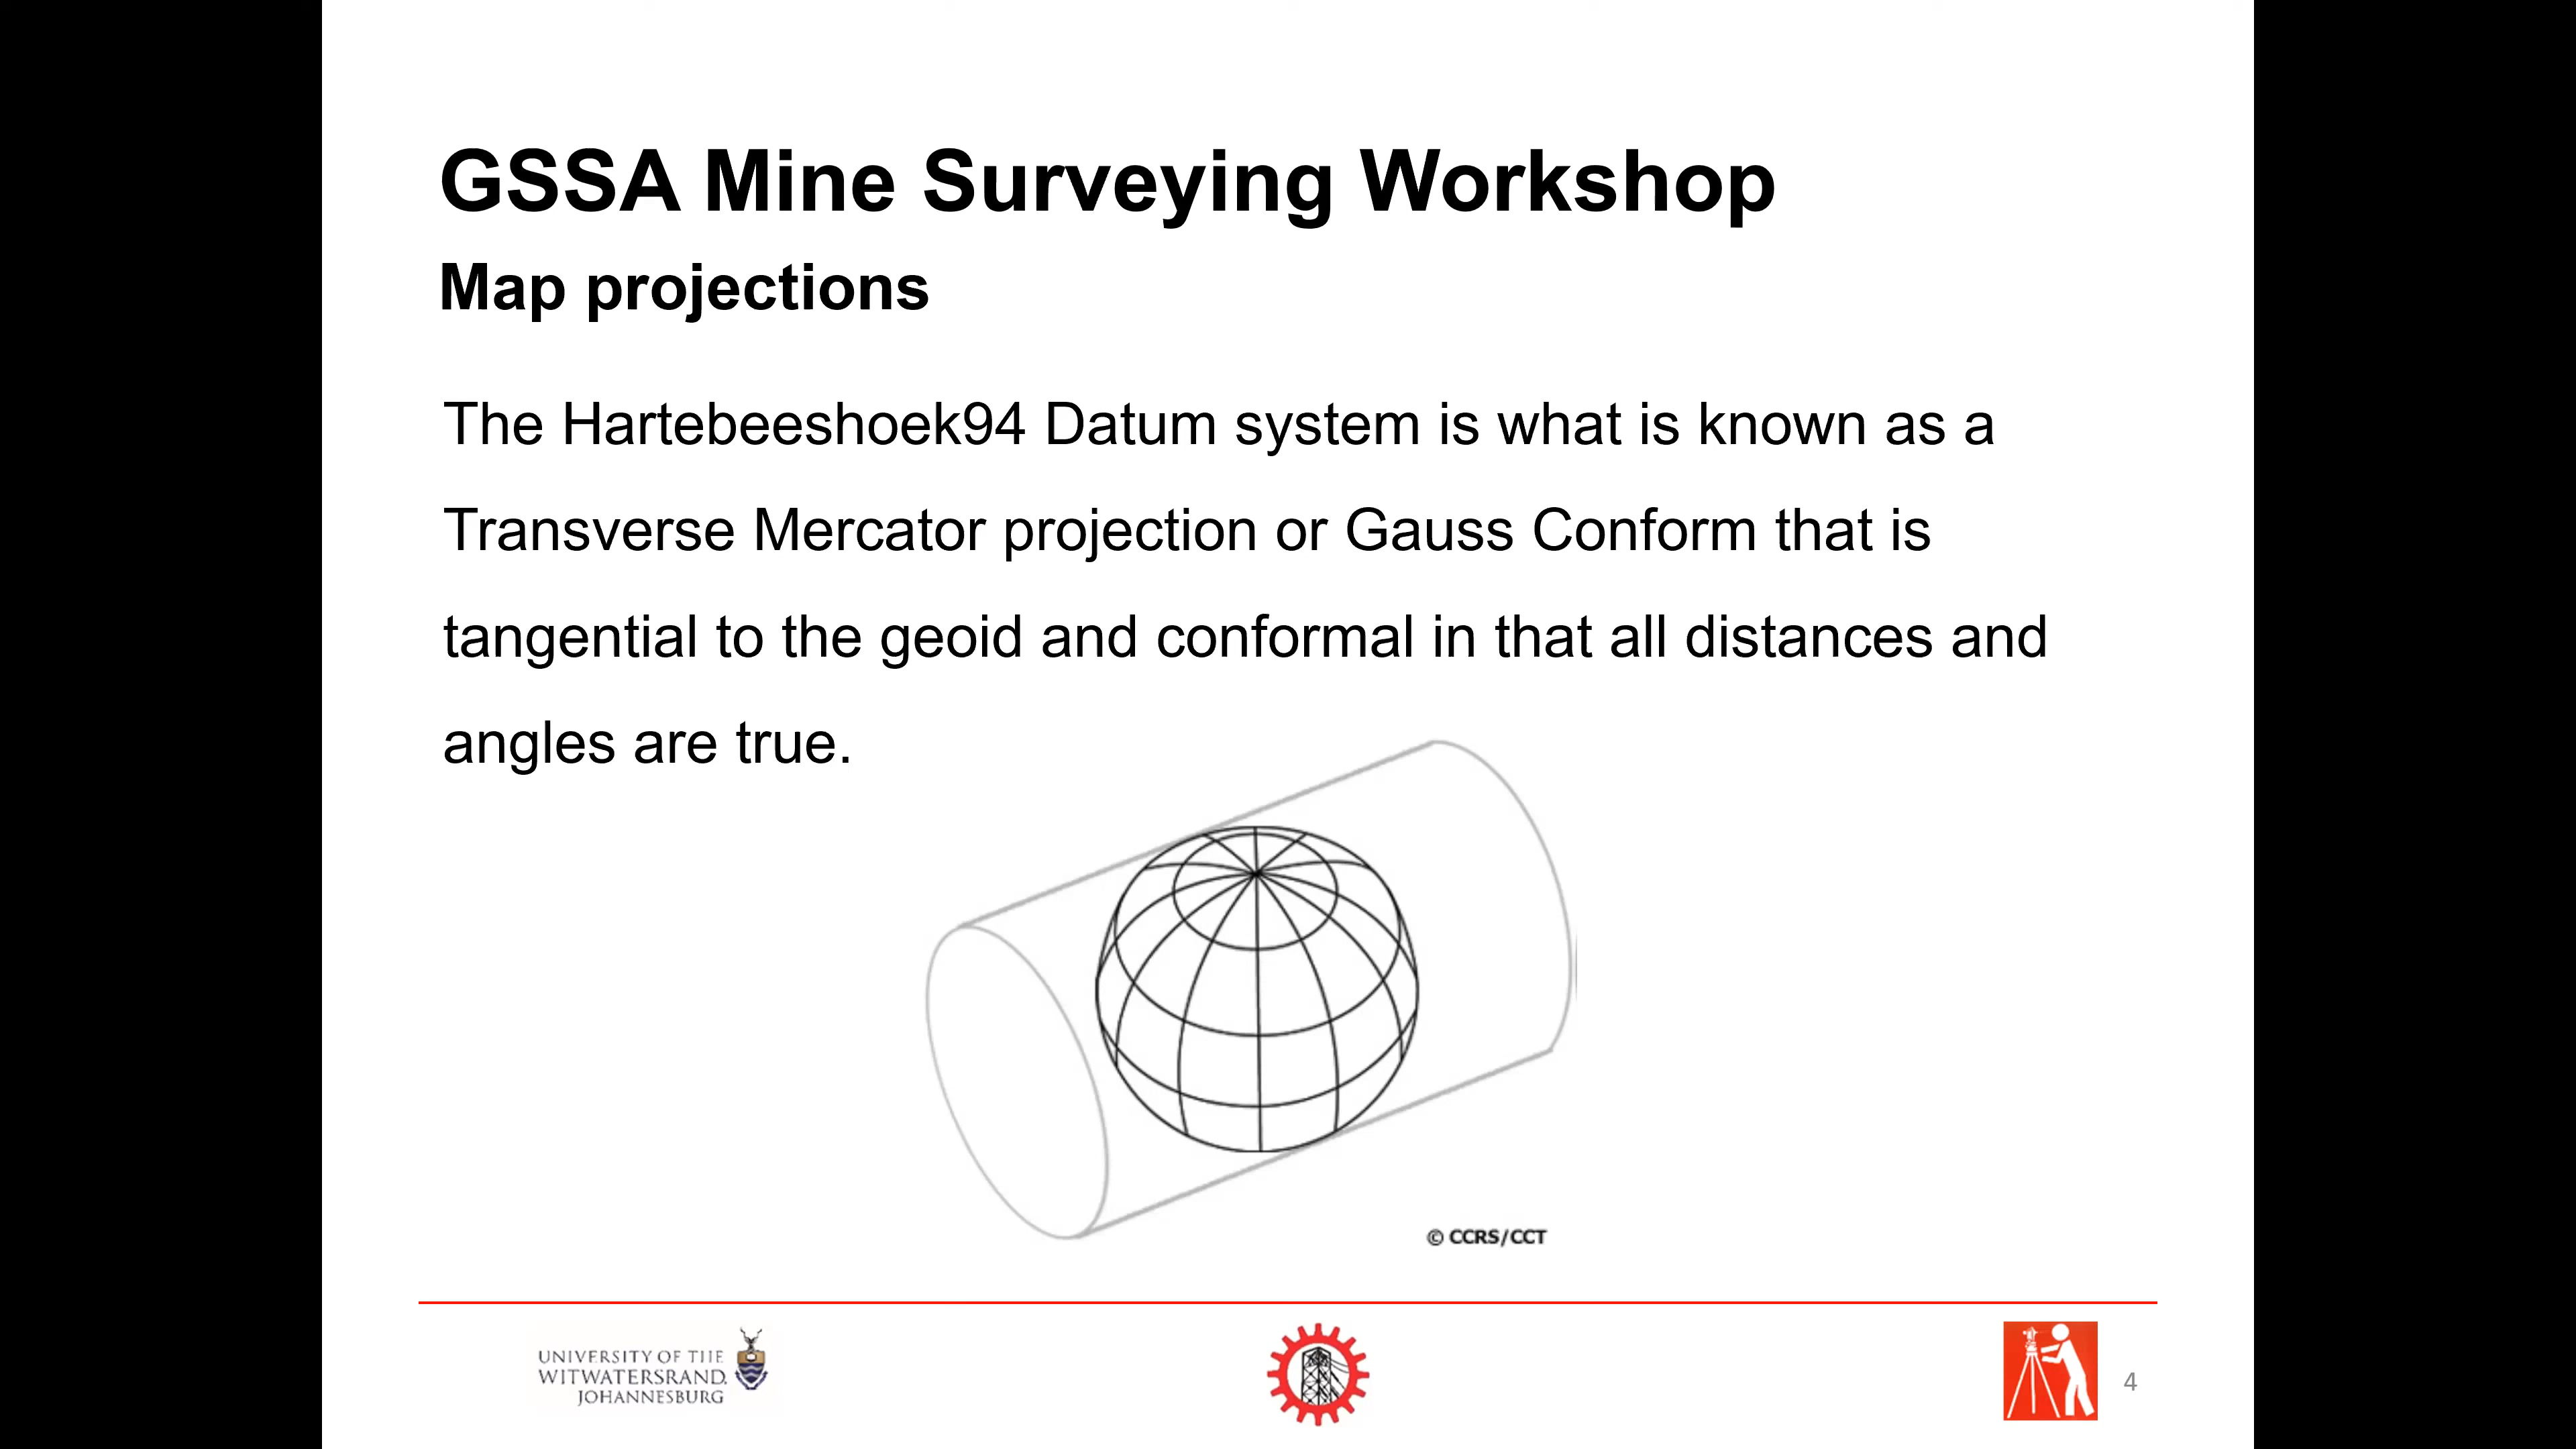 GSSA Mine Surveying Workshop
Map projections
The Hartebeeshoek94 Datum system is what is known as a
Transverse Mercator projection or Gauss Conform that is
tangential to the geoid and conformal in that all distances and
angles are true.
© CCRS/CCT
UNIVERSITY OF THE
WITWATERSRAND,
JOHANNESBURG
4